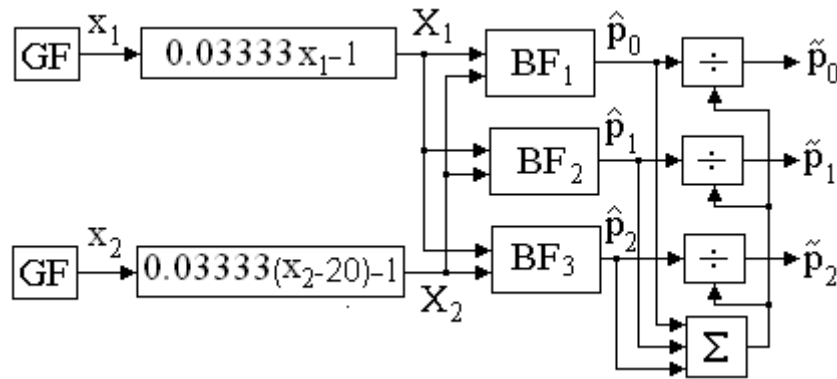 x₁
GF
0.03333x₁-1
X₁
BF₁
p̂₀
÷
p̃₀
BF₂
p̂₁
÷
p̃₁
x₂
GF
0.03333(x₂-20)-1
X₂
BF₃
p̂₂
÷
p̃₂
Σ